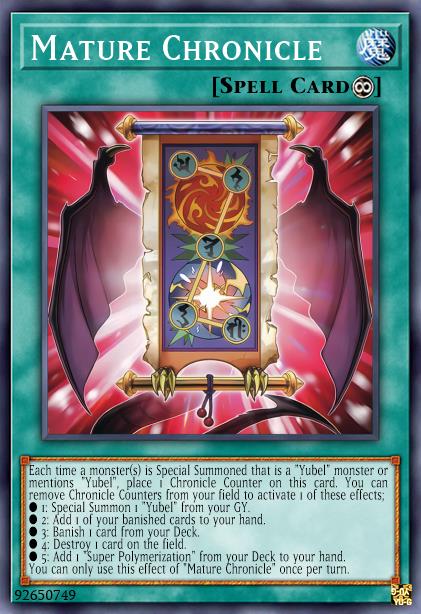 MATURE CHRONICLE
[SPELL CARD]
Each time a monster(s) is Special Summoned that is a "Yubel" monster or
mentions "Yubel", place 1 Chronicle Counter on this card. You can
remove Chronicle Counters from your field to activate 1 of these effects;
● 1: Special Summon 1 "Yubel" from your GY.
● 2: Add 1 of your banished cards to your hand.
● 3: Banish 1 card from your Deck.
● 4: Destroy 1 card on the field.
● 5: Add 1 "Super Polymerization" from your Deck to your hand.
You can only use this effect of "Mature Chronicle" once per turn.
92650749